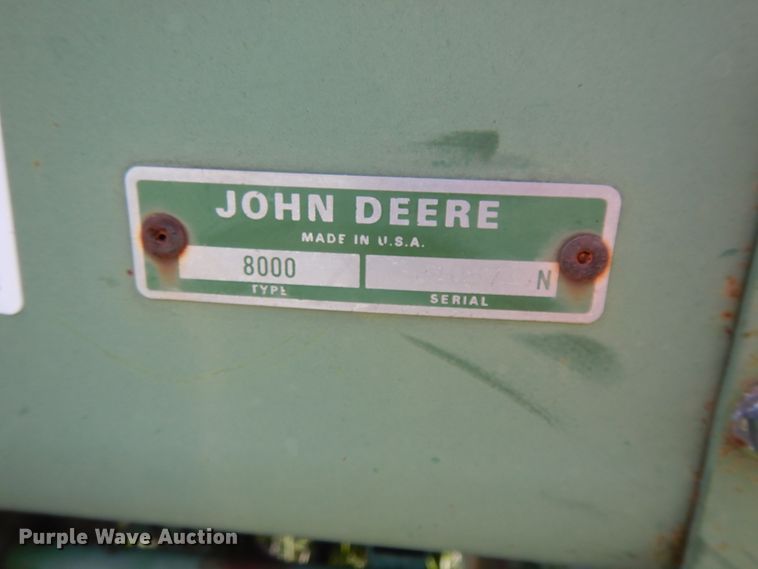 JOHN DEERE
MADE IN U.S.A.
8000 N
TYPE SERIAL
Purple Wave Auction